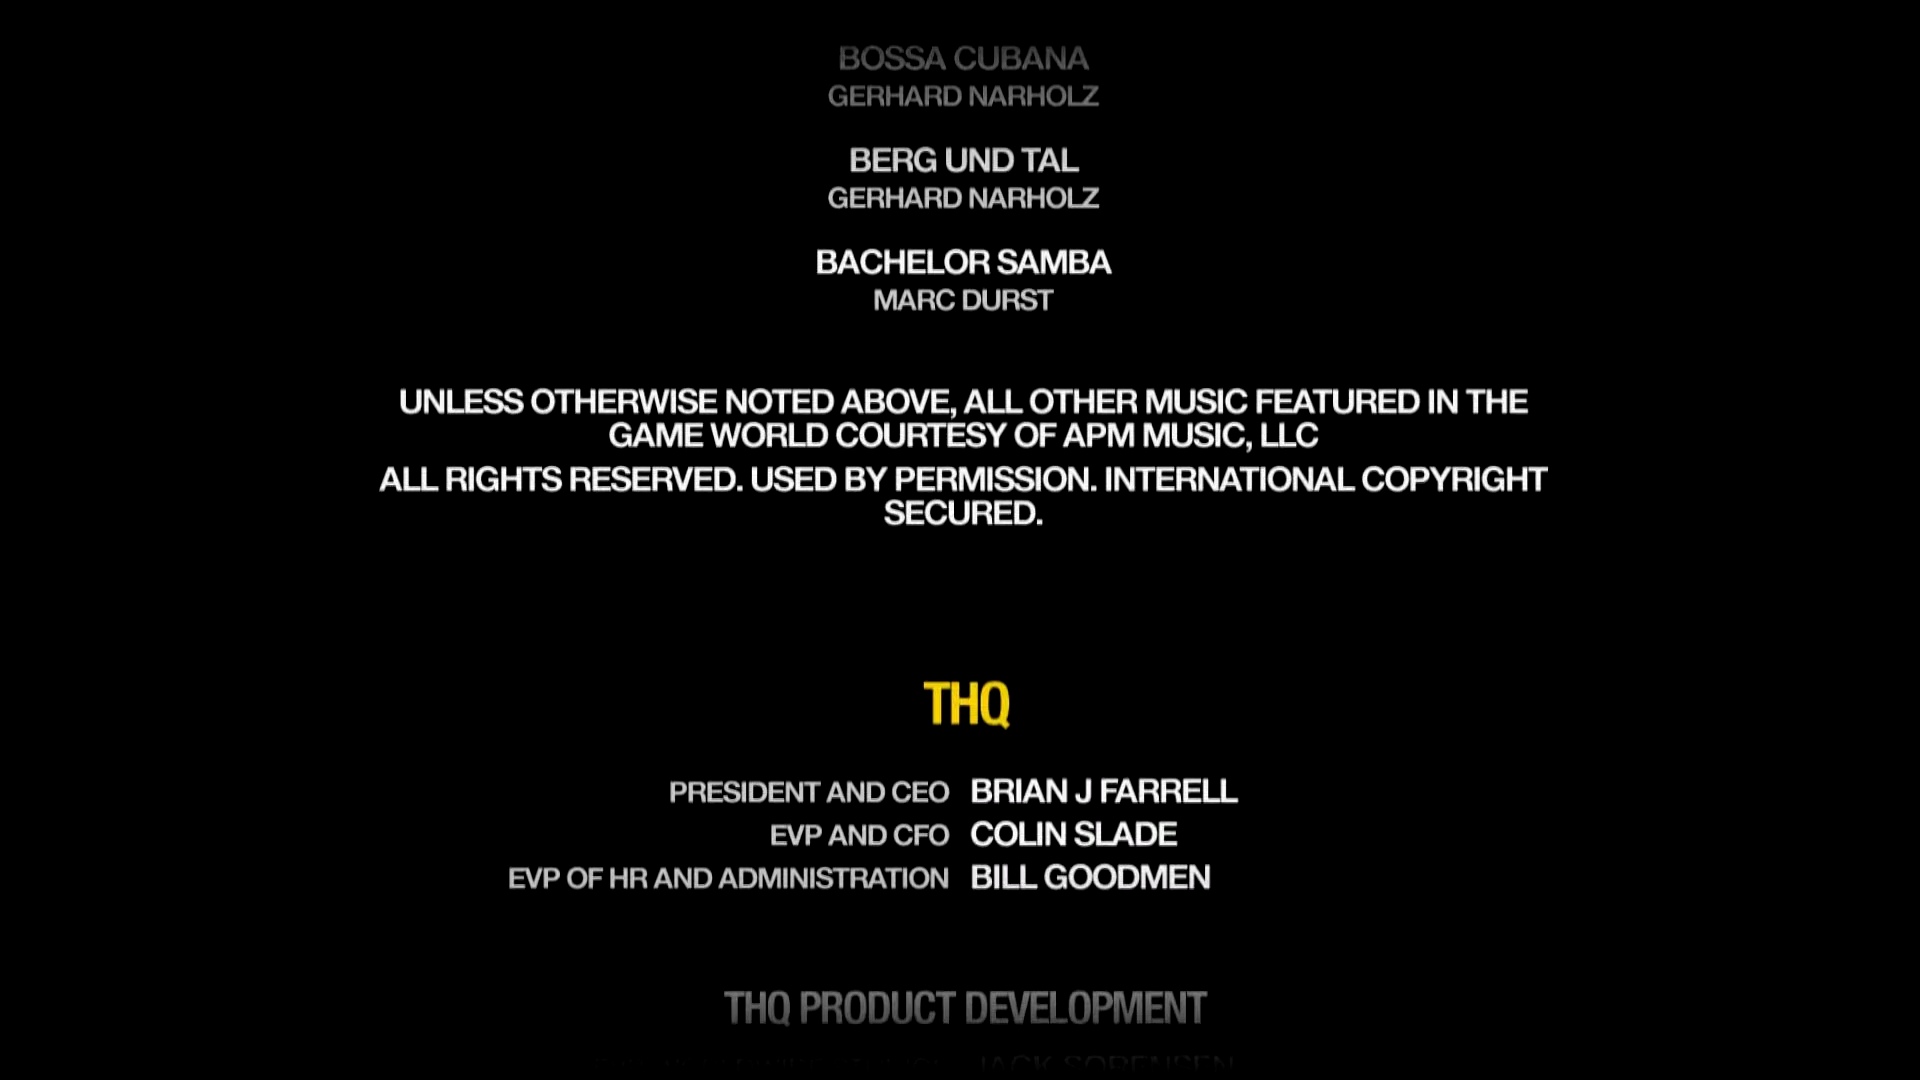 BOSSA CUBANA
GERHARD NARHOLZ
BERG UND TAL
GERHARD NARHOLZ
BACHELOR SAMBA
MARC DURST
UNLESS OTHERWISE NOTED ABOVE, ALL OTHER MUSIC FEATURED IN THE
GAME WORLD COURTESY OF APM MUSIC, LLC
ALL RIGHTS RESERVED. USED BY PERMISSION. INTERNATIONAL COPYRIGHT
SECURED.
THQ
PRESIDENT AND CEO BRIAN J FARRELL
EVP AND CFO COLIN SLADE
EVP OF HR AND ADMINISTRATION BILL GOODMEN
THQ PRODUCT DEVELOPMENT
JACK SORENSEN